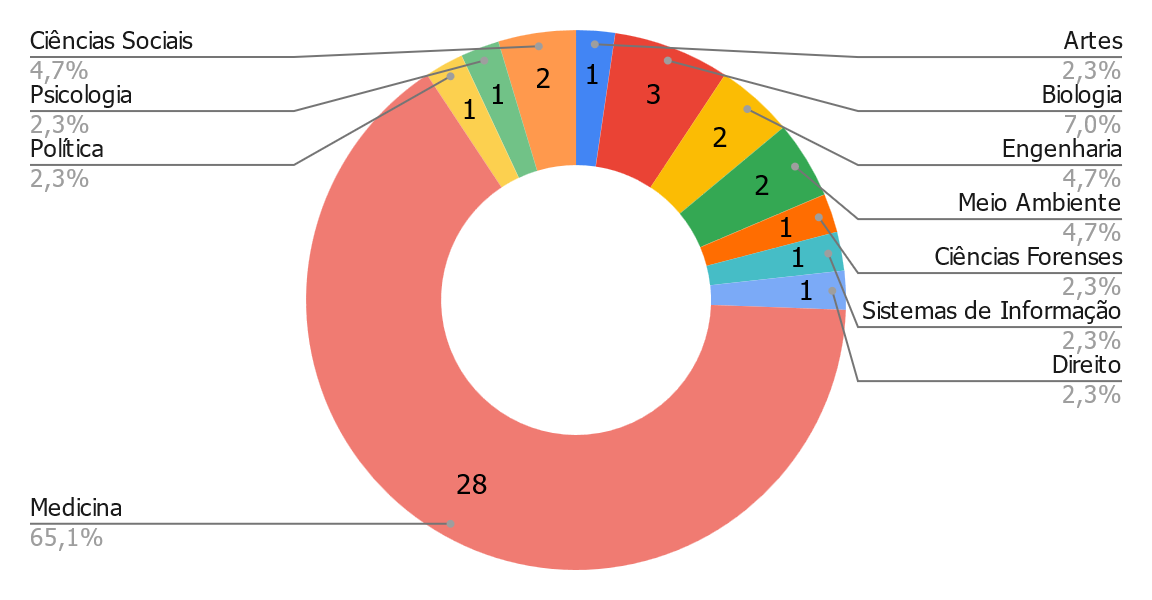 Ciências Sociais
4,7%
Psicologia
2,3%
Política
2,3%
Medicina
65,1%
Artes
2,3%
Biologia
7,0%
Engenharia
4,7%
Meio Ambiente
4,7%
Ciências Forenses
2,3%
Sistemas de Informação
2,3%
Direito
2,3%
1
3
2
2
1
1
1
28
1
1
2